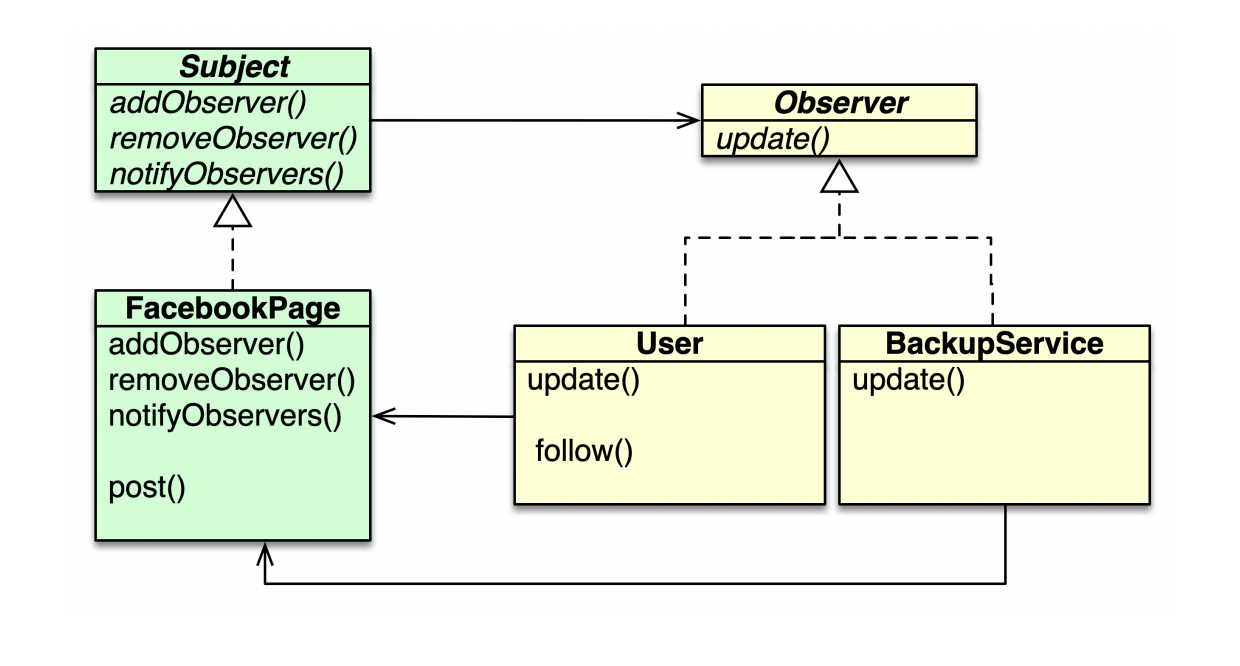 Subject
addObserver()
removeObserver()
notifyObservers()
Observer
update()
FacebookPage
addObserver()
removeObserver()
notifyObservers()
post()
User
update()
follow()
BackupService
update()